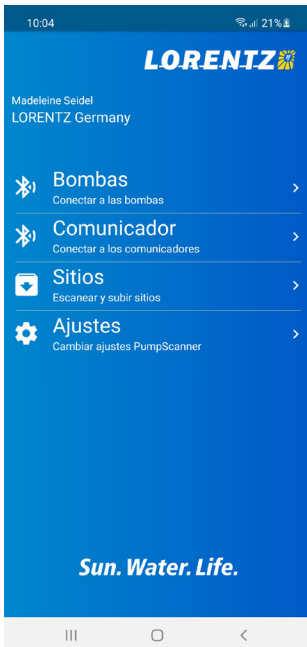 10:04
21%
LORENTZ
Madeleine Seidel
LORENTZ Germany
Bombas
Conectar a las bombas
Comunicador
Conectar a los comunicadores
Sitios
Escanear y subir sitios
Ajustes
Cambiar ajustes PumpScanner
Sun. Water. Life.